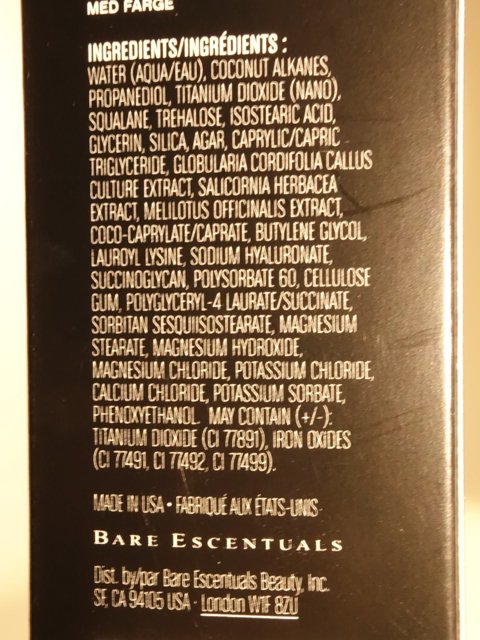 MED FARGE
INGREDIENTS/INGRÉDIENTS :
WATER (AQUA/EAU), COCONUT ALKANES,
PROPANEDIOL, TITANIUM DIOXIDE (NANO),
SQUALANE, TREHALOSE, ISOSTEARIC ACID,
GLYCERIN, SILICA, AGAR, CAPRYLIC/CAPRIC
TRIGLYCERIDE, GLOBULARIA CORDIFOLIA CALLUS
CULTURE EXTRACT, SALICORNIA HERBACEA
EXTRACT, MELILOTUS OFFICINALIS EXTRACT,
COCO-CAPRYLATE/CAPRATE, BUTYLENE GLYCOL,
LAUROYL LYSINE, SODIUM HYALURONATE,
SUCCINOGLYCAN, POLYSORBATE 60, CELLULOSE
GUM, POLYGLYCERYL-4 LAURATE/SUCCINATE,
SORBITAN SESQUIISOSTEARATE, MAGNESIUM
STEARATE, MAGNESIUM HYDROXIDE,
MAGNESIUM CHLORIDE, POTASSIUM CHLORIDE,
CALCIUM CHLORIDE, POTASSIUM SORBATE,
PHENOXYETHANOL. MAY CONTAIN (+/-):
TITANIUM DIOXIDE (CI 77891), IRON OXIDES
(CI 77491, CI 77492, CI 77499).
MADE IN USA • FABRIQUÉ AUX ÉTATS-UNIS
BARE ESCENTUALS
Dist. by/par Bare Escentuals Beauty, Inc.
SF, CA 94105 USA · London W1F 8ZU